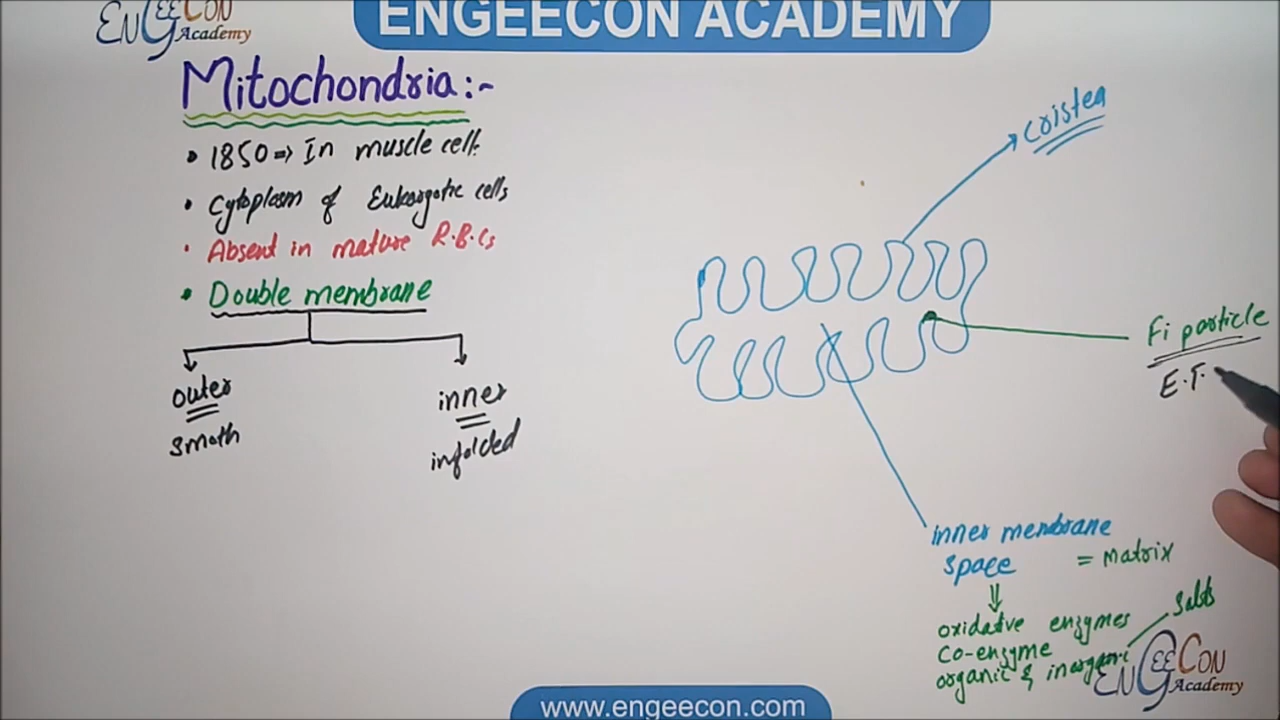 ENGEECON ACADEMY
ENGEECON
Academy
Mitochondria:-
• 1850 => In muscle cell.
• Cytoplasm of Eukaryotic cells
• Absent in mature R.B.Cs
• Double membrane
outer
smoth
inner
infolded
cristea
Fi particle
E.T.
inner membrane
space = Matrix
⇓
oxidative enzymes
Co-enzyme
organic & inorgani
Salts
ENGEECON
Academy
www.engeecon.com